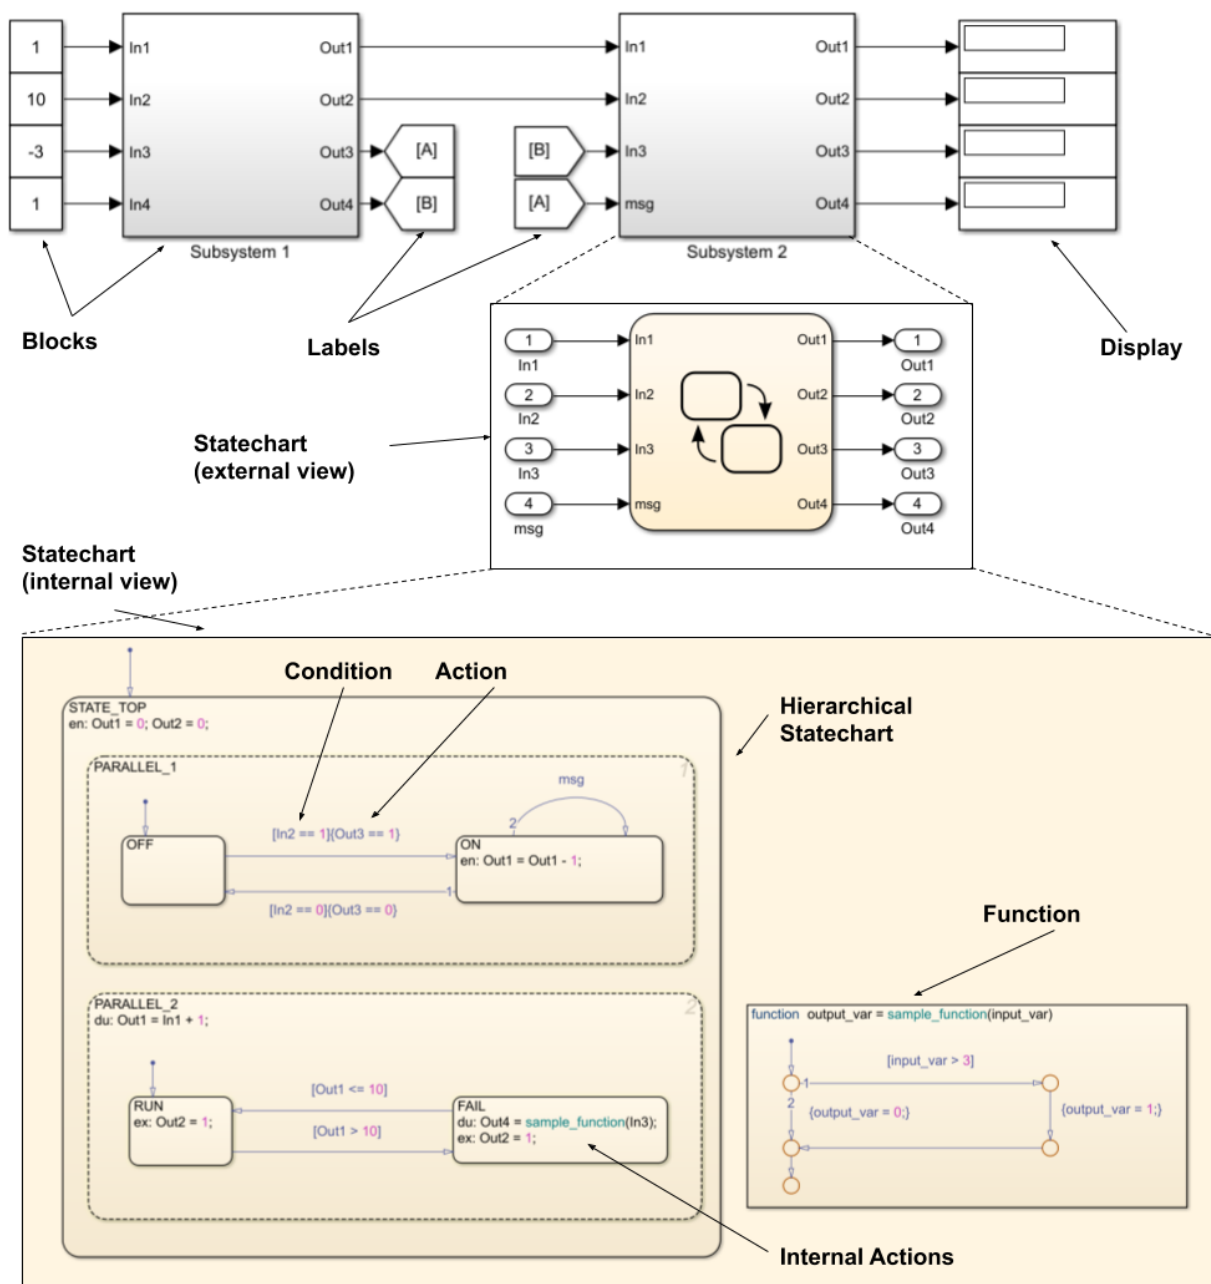 1 In1 Out1 In1 Out1
10 In2 Out2 In2 Out2
-3 In3 Out3 [A] [B] In3 Out3
1 In4 Out4 [B] [A] msg Out4
Subsystem 1 Subsystem 2
Blocks Labels Display
1 In1 Out1 1
In1 Out1
2 In2 Out2 2
In2 Out2
3 In3 Out3 3
In3 Out3
4 msg Out4 4
msg Out4
Statechart
(external view)
Statechart
(internal view)
Condition Action
Hierarchical
Statechart
STATE_TOP
en: Out1 = 0; Out2 = 0;
PARALLEL_1 1
msg
2
[In2 == 1]{Out3 == 1}
OFF
ON
en: Out1 = Out1 - 1;
1
[In2 == 0]{Out3 == 0}
Function
PARALLEL_2 2
du: Out1 = In1 + 1;
[Out1 <= 10]
RUN
ex: Out2 = 1;
[Out1 > 10]
FAIL
du: Out4 = sample_function(In3);
ex: Out2 = 1;
function output_var = sample_function(input_var)
[input_var > 3]
1
2
{output_var = 0;}
{output_var = 1;}
Internal Actions